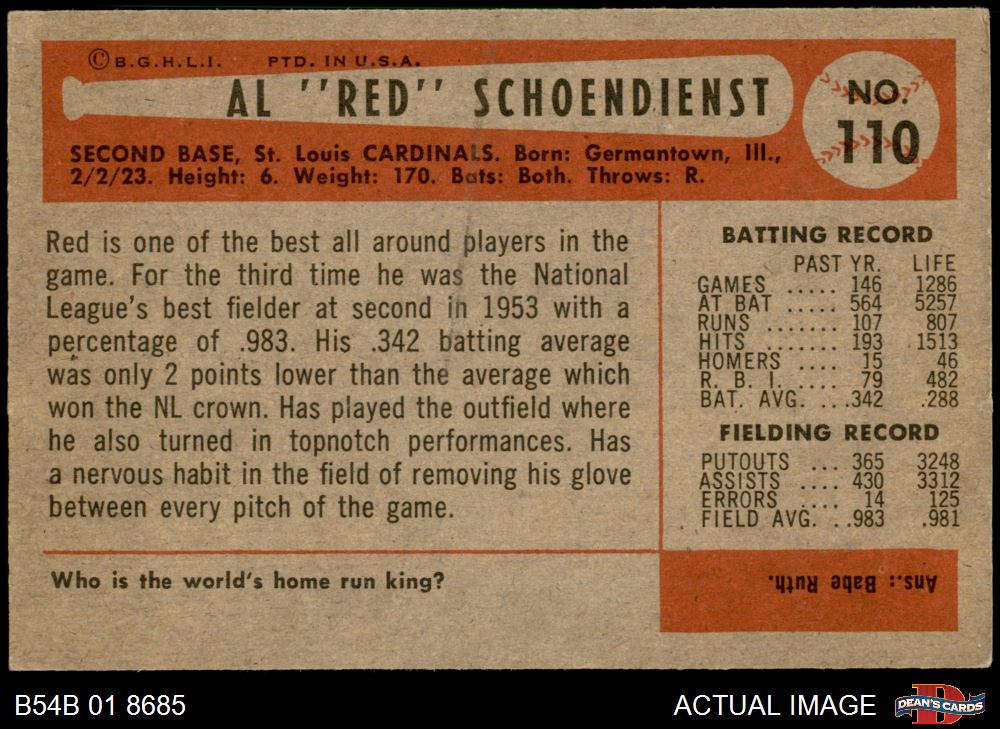 ©B.G.H.L.I. PTD. IN U.S.A.
AL "RED" SCHOENDIENST
NO.
110
SECOND BASE, St. Louis CARDINALS. Born: Germantown, Ill.,
2/2/23. Height: 6. Weight: 170. Bats: Both. Throws: R.
Red is one of the best all around players in the
game. For the third time he was the National
League's best fielder at second in 1953 with a
percentage of .983. His .342 batting average
was only 2 points lower than the average which
won the NL crown. Has played the outfield where
he also turned in topnotch performances. Has
a nervous habit in the field of removing his glove
between every pitch of the game.
BATTING RECORD
PAST YR. LIFE
GAMES ..... 146 1286
AT BAT ..... 564 5257
RUNS ....... 107 807
HITS ........ 193 1513
HOMERS .... 15 46
R. B. I. .... 79 482
BAT. AVG. ...342 .288
FIELDING RECORD
PUTOUTS ... 365 3248
ASSISTS .... 430 3312
ERRORS .... 14 125
FIELD AVG. ..983 .981
Who is the world's home run king?
Ans.: Babe Ruth.
B54B 01 8685
ACTUAL IMAGE
D
DEAN'S CARDS